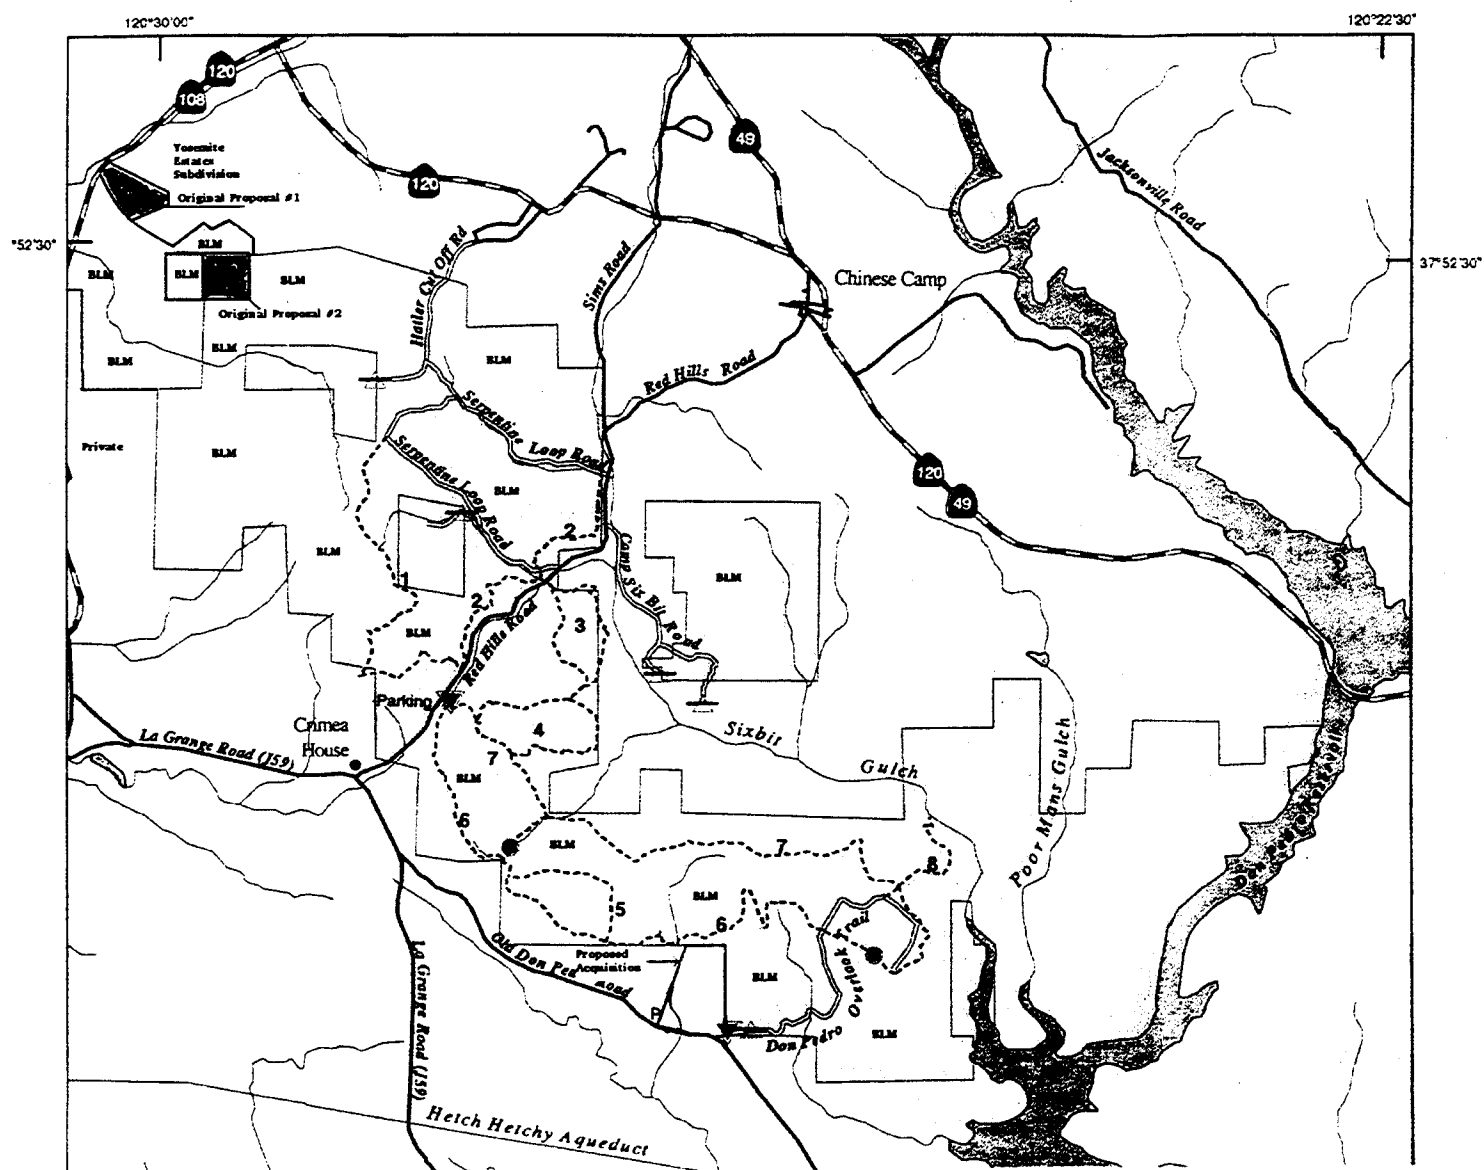 120°30'00"
120°22'30"
120
108
49
Yosemite
Estates
Subdivision
Original Proposal #1
120
Jacksonville Road
°52'30"
37°52'30"
BLM
BLM
BLM
BLM
Original Proposal #2
Hatler Cut Off Rd
Sims Road
Chinese Camp
BLM
BLM
BLM
Red Hills Road
Serpentine Loop Road
Private
BLM
Serpentine Loop Road
BLM
120
49
2
BLM
Camp Six Bit Road
BLM
1
2
BLM
Red Hills Road
3
Parking
Crimea
House
La Grange Road (J59)
4
7
BLM
Sixbit Gulch
Poor Mans Gulch
6
BLM
7
8
BLM
5
6
Old Don Ped
Road
Proposed
Acquisition
BLM
Overlook Trail
P
Don Pedro
BLM
La Grange Road (J59)
Hetch Hetchy Aqueduct